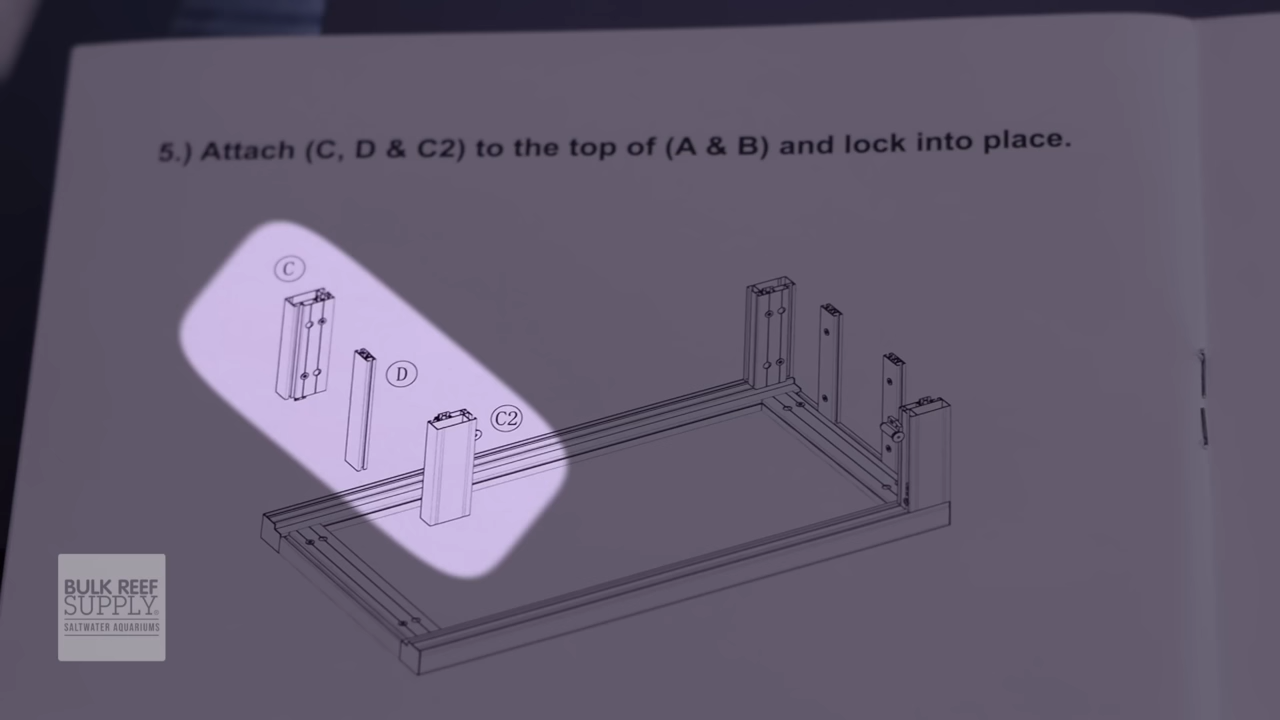 5.) Attach (C, D & C2) to the top of (A & B) and lock into place.
C
D
C2
BULK REEF
SUPPLY®
SALTWATER AQUARIUMS